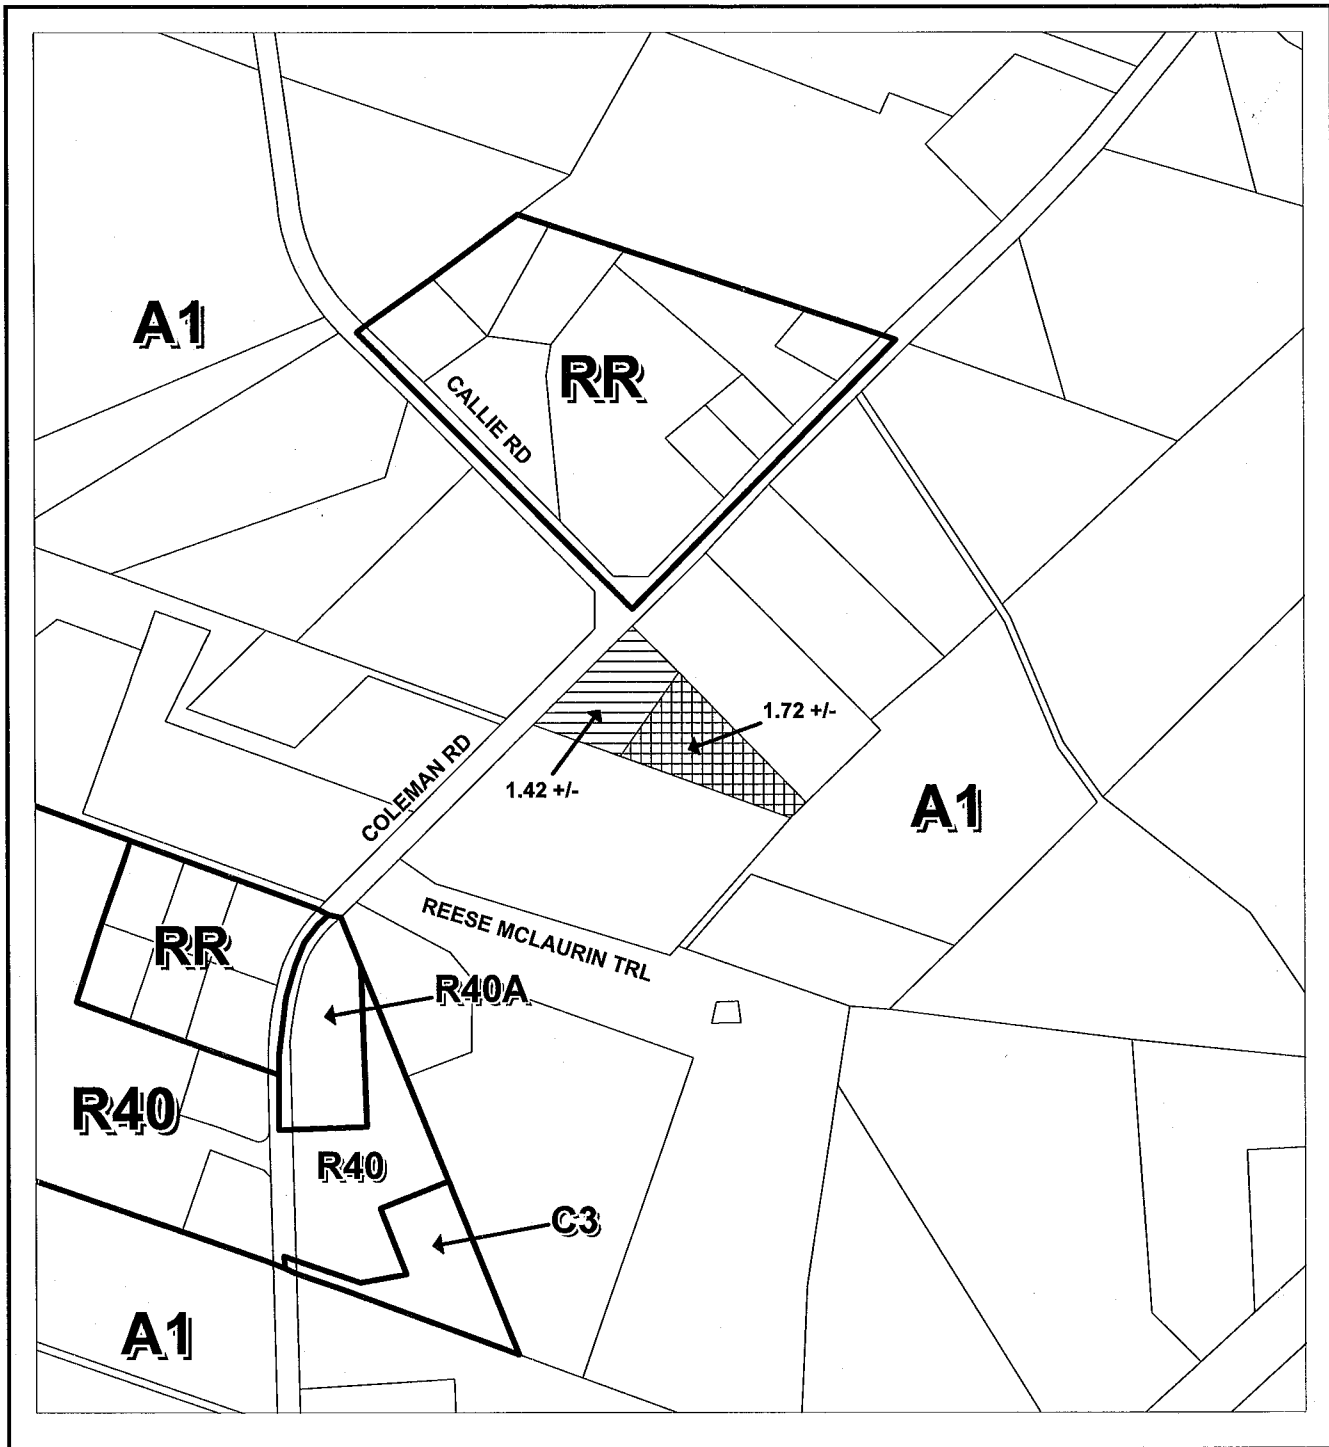 A1
RR
CALLIE RD
1.72 +/-
1.42 +/-
COLEMAN RD
A1
REESE MCLAURIN TRL
RR
R40A
R40
R40
C3
A1